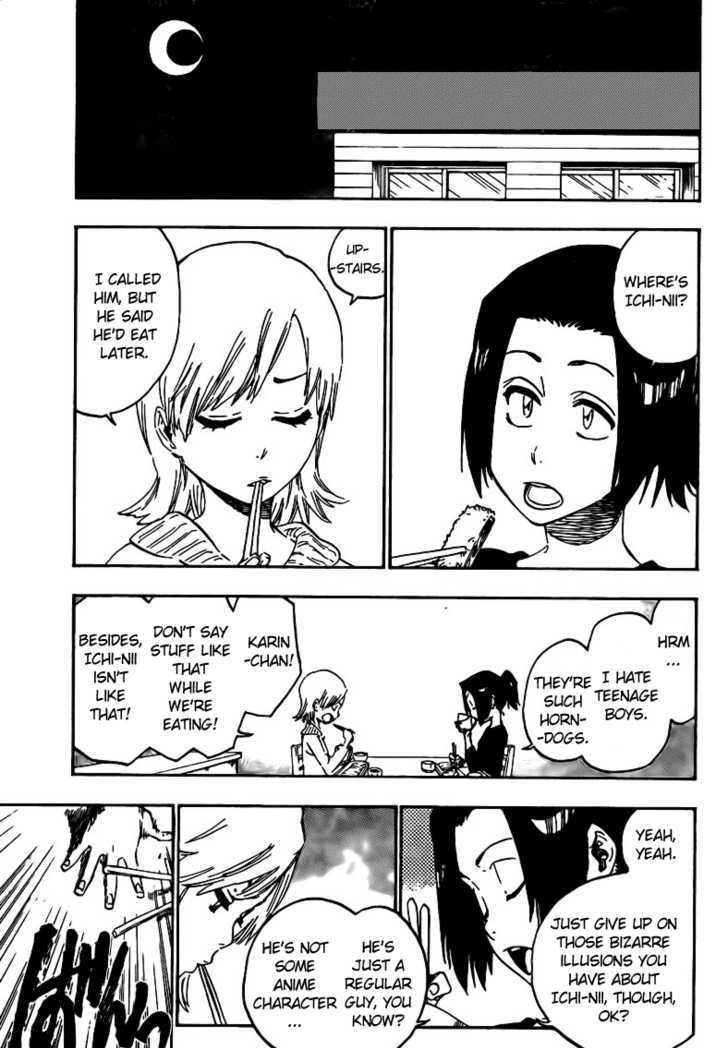 WHERE'S
ICHI-NII?
UP-
-STAIRS.
I CALLED
HIM, BUT
HE SAID
HE'D EAT
LATER.
HRM
...
I HATE
TEENAGE
BOYS.
THEY'RE
SUCH
HORN-
-DOGS.
KARIN
-CHAN!
DON'T SAY
STUFF LIKE
THAT
WHILE
WE'RE
EATING!
BESIDES,
ICHI-NII
ISN'T
LIKE
THAT!
YEAH,
YEAH.
JUST GIVE UP ON
THOSE BIZARRE
ILLUSIONS YOU
HAVE ABOUT
ICHI-NII, THOUGH,
OK?
HE'S
JUST A
REGULAR
GUY, YOU
KNOW?
HE'S NOT
SOME
ANIME
CHARACTER
...